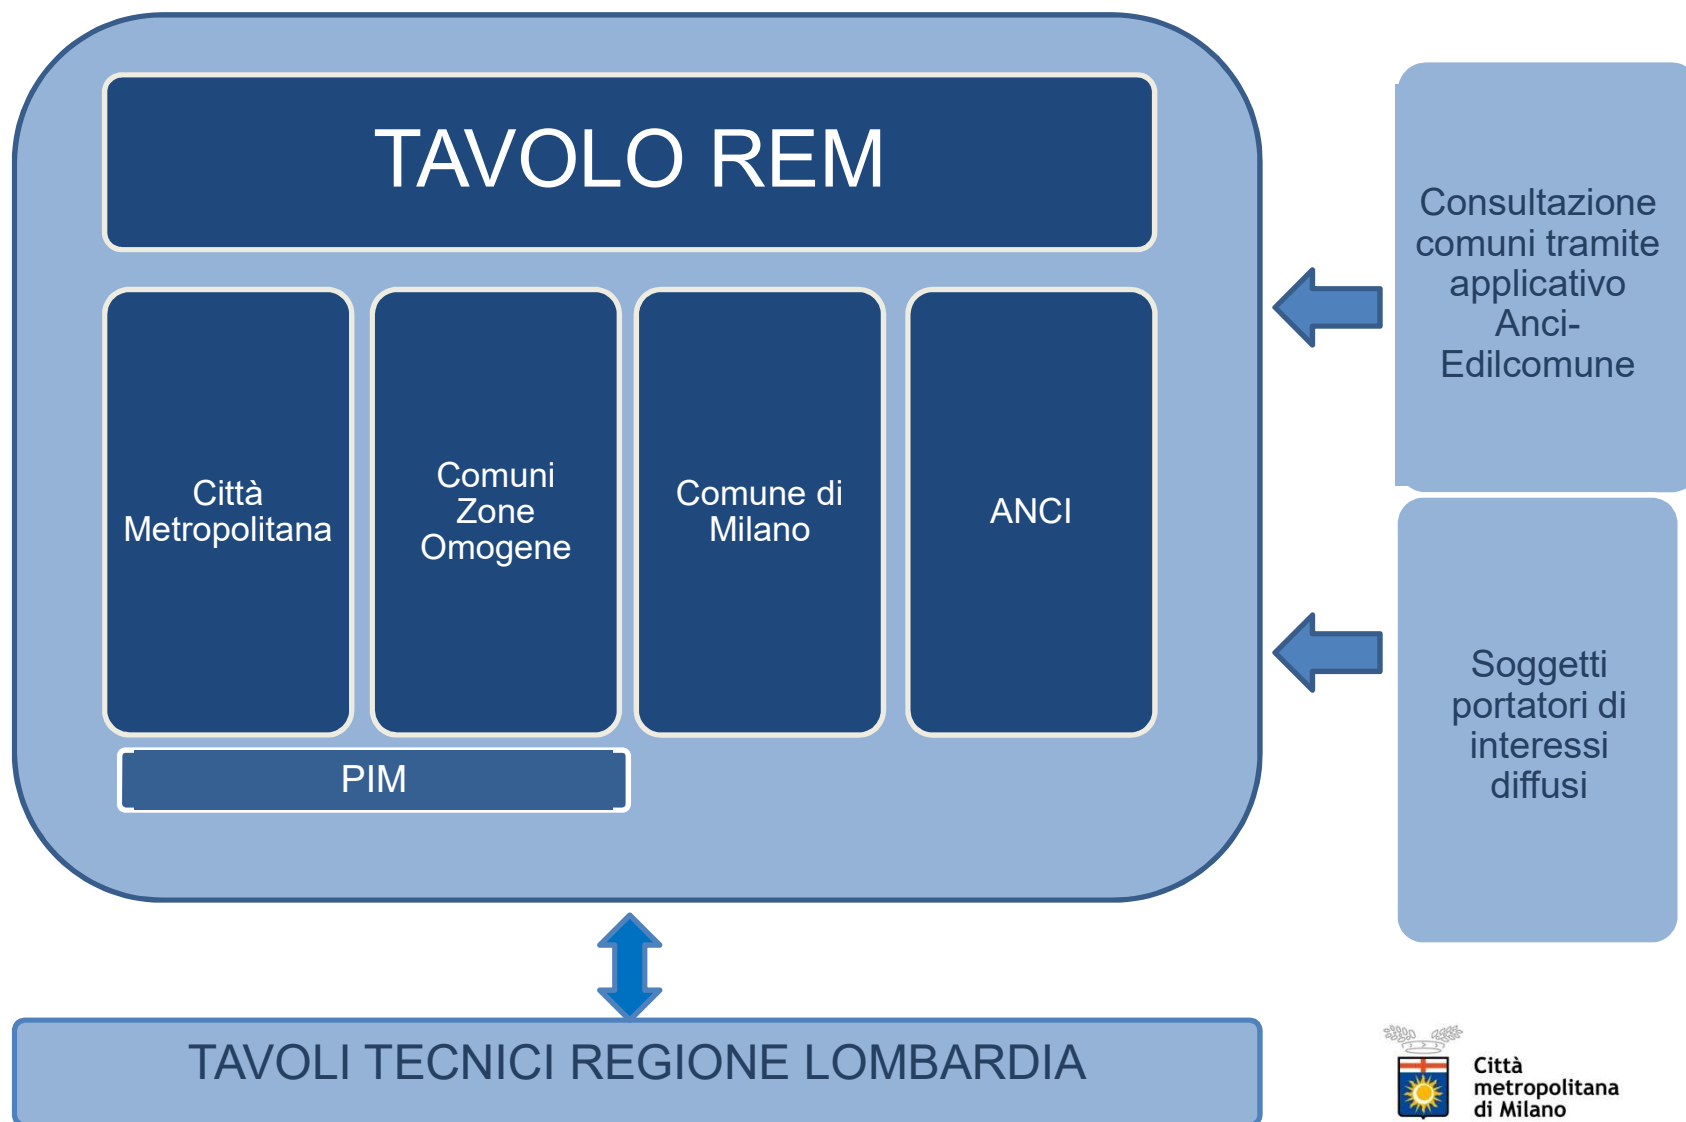 TAVOLO REM
Città
Metropolitana
Comuni
Zone
Omogene
Comune di
Milano
ANCI
PIM
Consultazione
comuni tramite
applicativo
Anci-
Edilcomune
Soggetti
portatori di
interessi
diffusi
TAVOLI TECNICI REGIONE LOMBARDIA
Città
metropolitana
di Milano